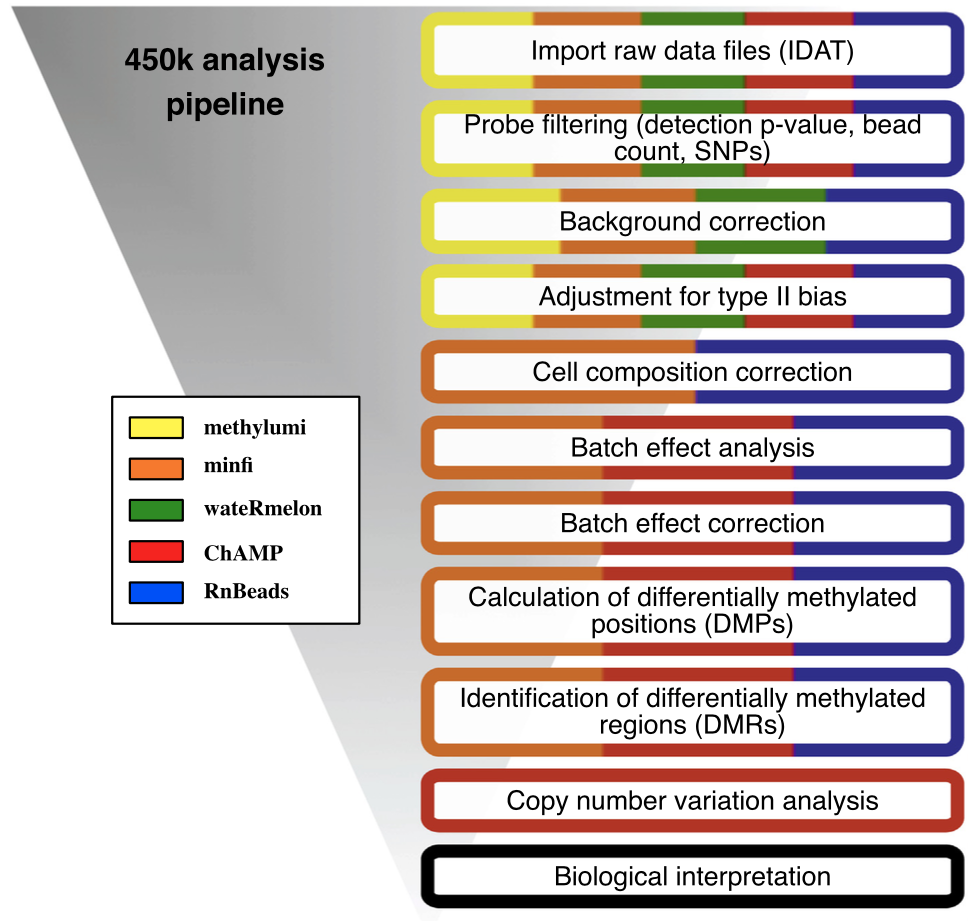 450k analysis
pipeline
Import raw data files (IDAT)
Probe filtering (detection p-value, bead
count, SNPs)
Background correction
Adjustment for type II bias
Cell composition correction
Batch effect analysis
Batch effect correction
Calculation of differentially methylated
positions (DMPs)
Identification of differentially methylated
regions (DMRs)
Copy number variation analysis
Biological interpretation
methylumi
minfi
wateRmelon
ChAMP
RnBeads